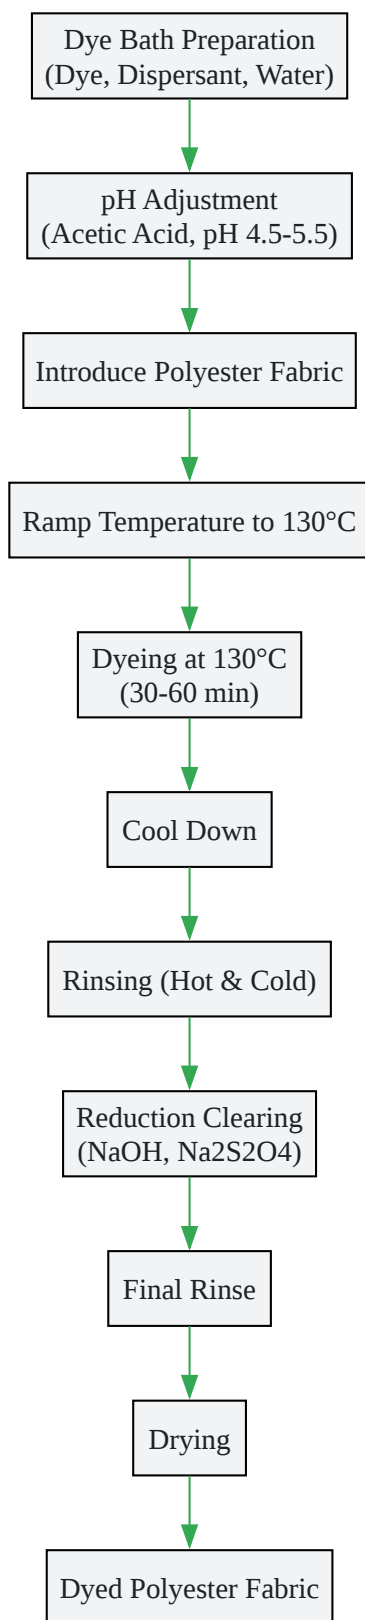 Dye Bath Preparation
(Dye, Dispersant, Water)
pH Adjustment
(Acetic Acid, pH 4.5-5.5)
Introduce Polyester Fabric
Ramp Temperature to 130°C
Dyeing at 130°C
(30-60 min)
Cool Down
Rinsing (Hot & Cold)
Reduction Clearing
(NaOH, Na2S2O4)
Final Rinse
Drying
Dyed Polyester Fabric